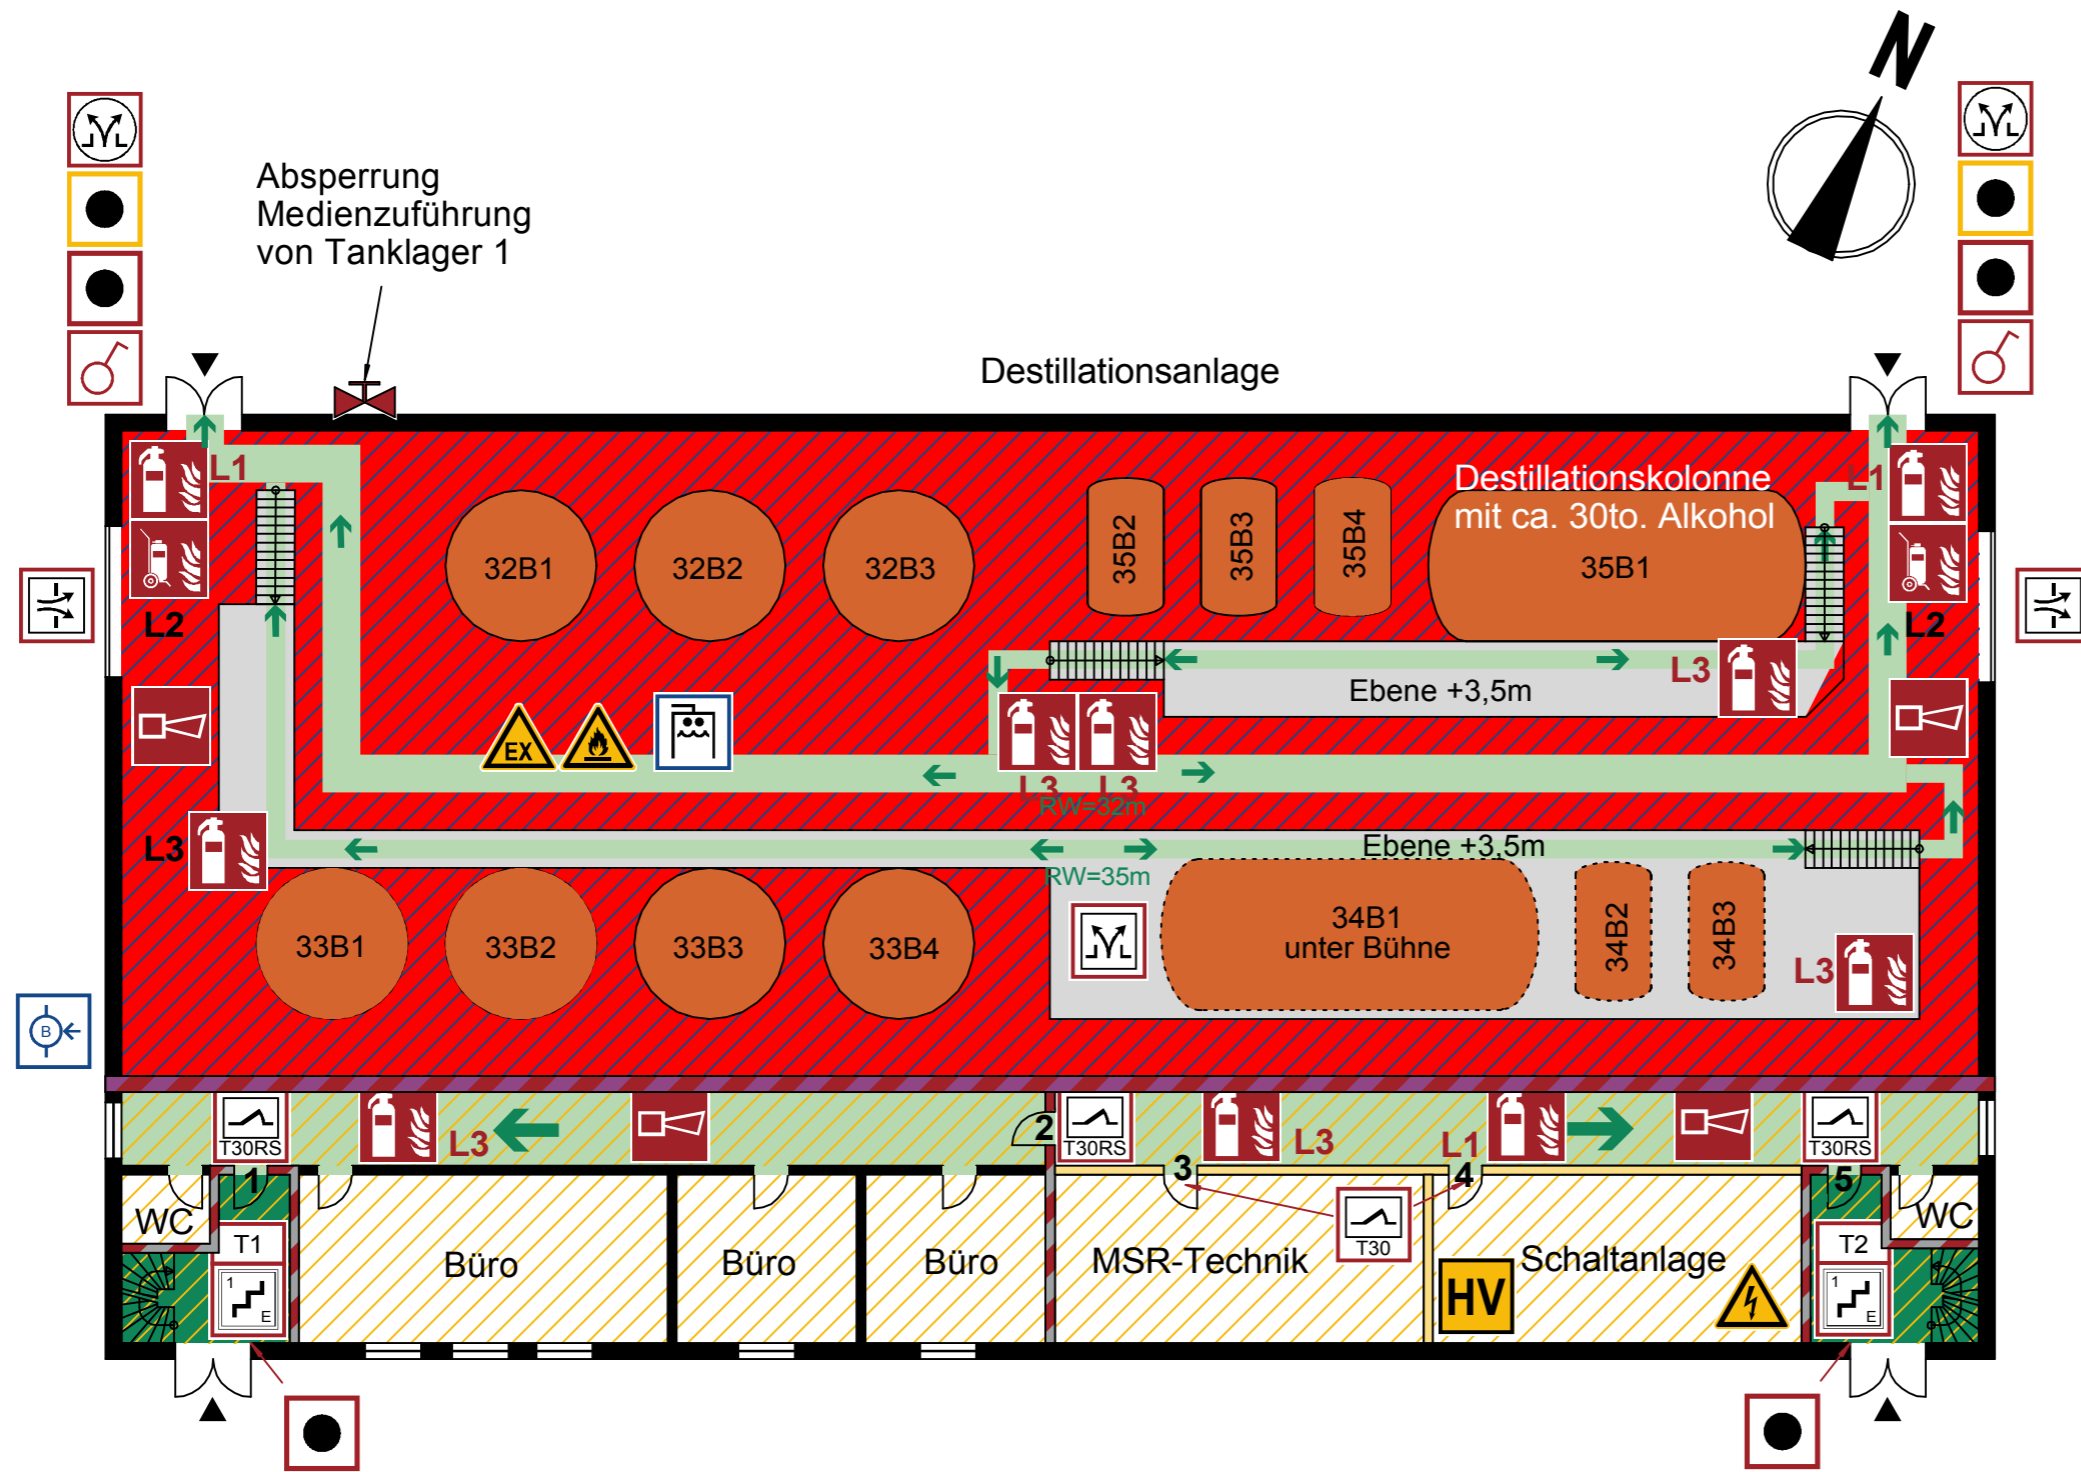 N
Absperrung
Medienzuführung
von Tanklager 1
Destillationsanlage
L1
L1
Destillationskolonne
mit ca. 30to. Alkohol
32B1
32B2
32B3
35B2
35B3
35B4
35B1
L2
L2
L3
Ebene +3,5m
EX
L3
L3
RW=32m
L3
Ebene +3,5m
RW=35m
34B1
unter Bühne
34B2
34B3
33B1
33B2
33B3
33B4
L3
B
T30RS
L3
2
T30RS
L3
L1
T30RS
1
3
4
5
WC
T1
1
E
Büro
Büro
Büro
MSR-Technik
T30
HV
Schaltanlage
T2
1
E
WC